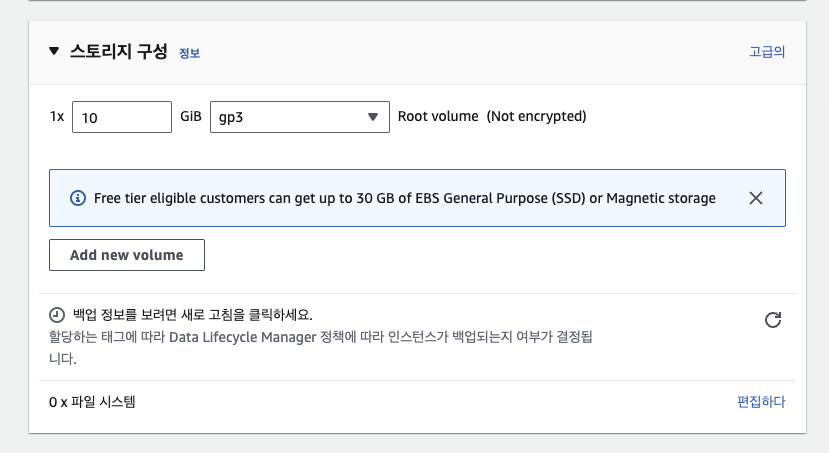 스토리지 구성 정보 고급의
1x 10 GiB gp3 Root volume (Not encrypted)
Free tier eligible customers can get up to 30 GB of EBS General Purpose (SSD) or Magnetic storage
Add new volume
백업 정보를 보려면 새로 고침을 클릭하세요.
할당하는 태그에 따라 Data Lifecycle Manager 정책에 따라 인스턴스가 백업되는지 여부가 결정됩
니다.
0 x 파일 시스템 편집하다